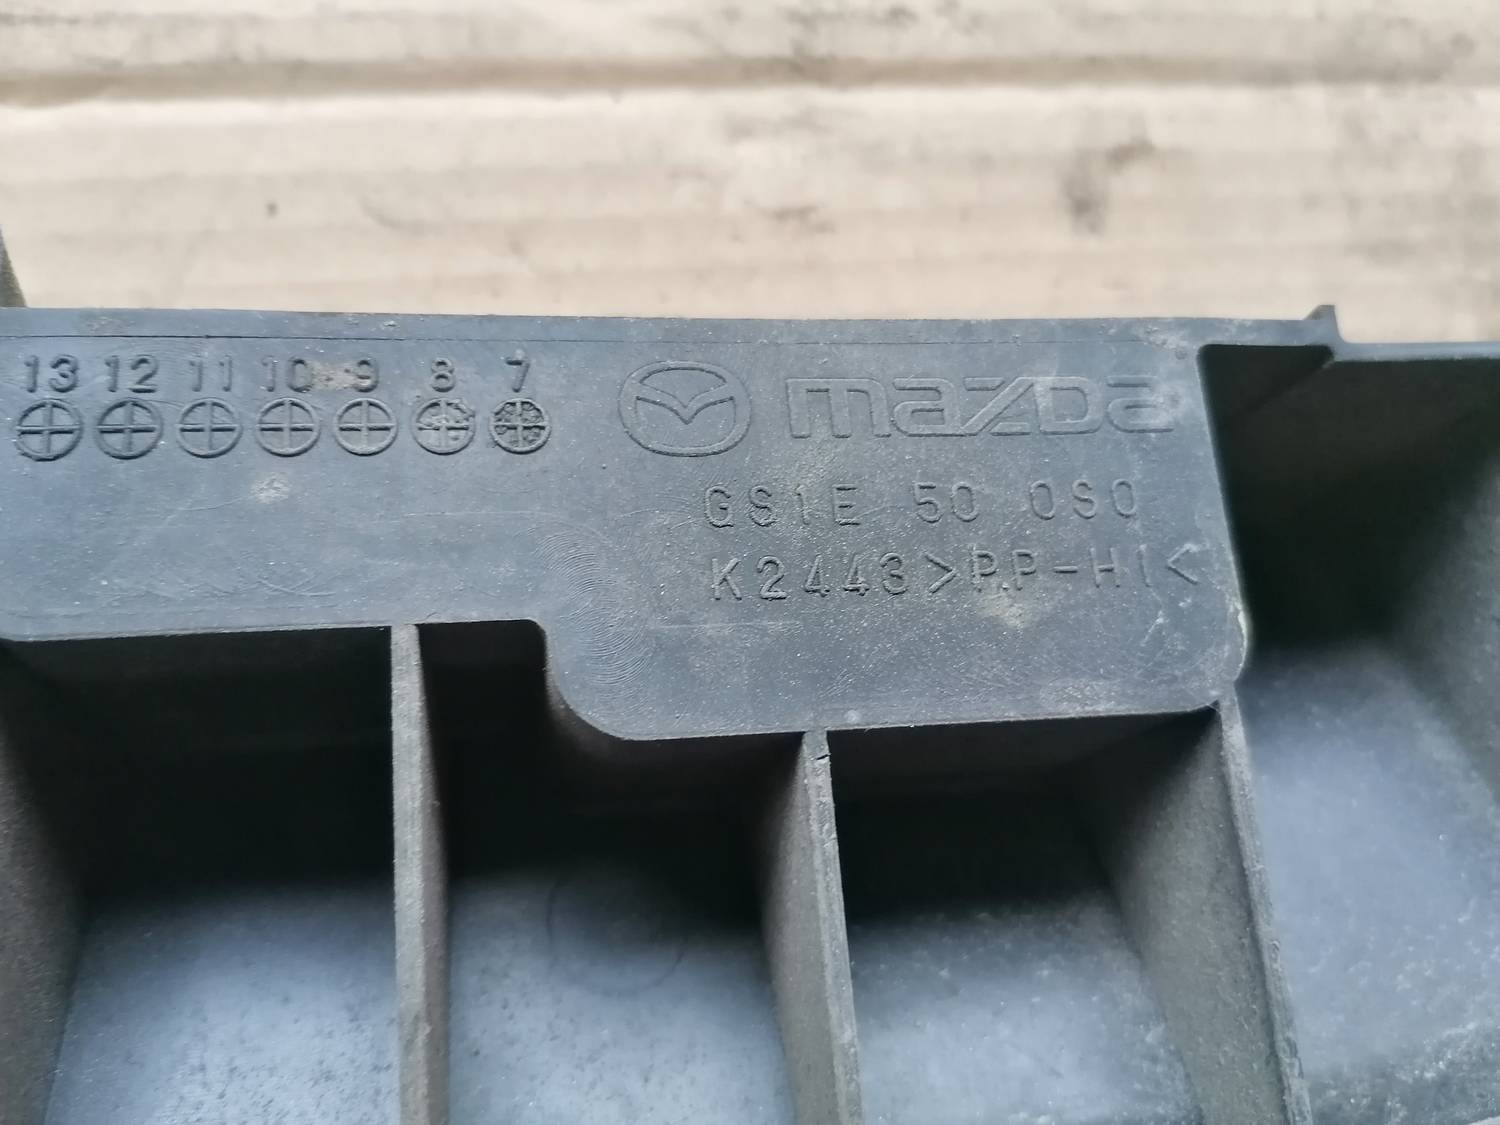 13 12 11 10 9 8 7
mazda
GS1E 50 0S0
K2443 >P.P-HI<